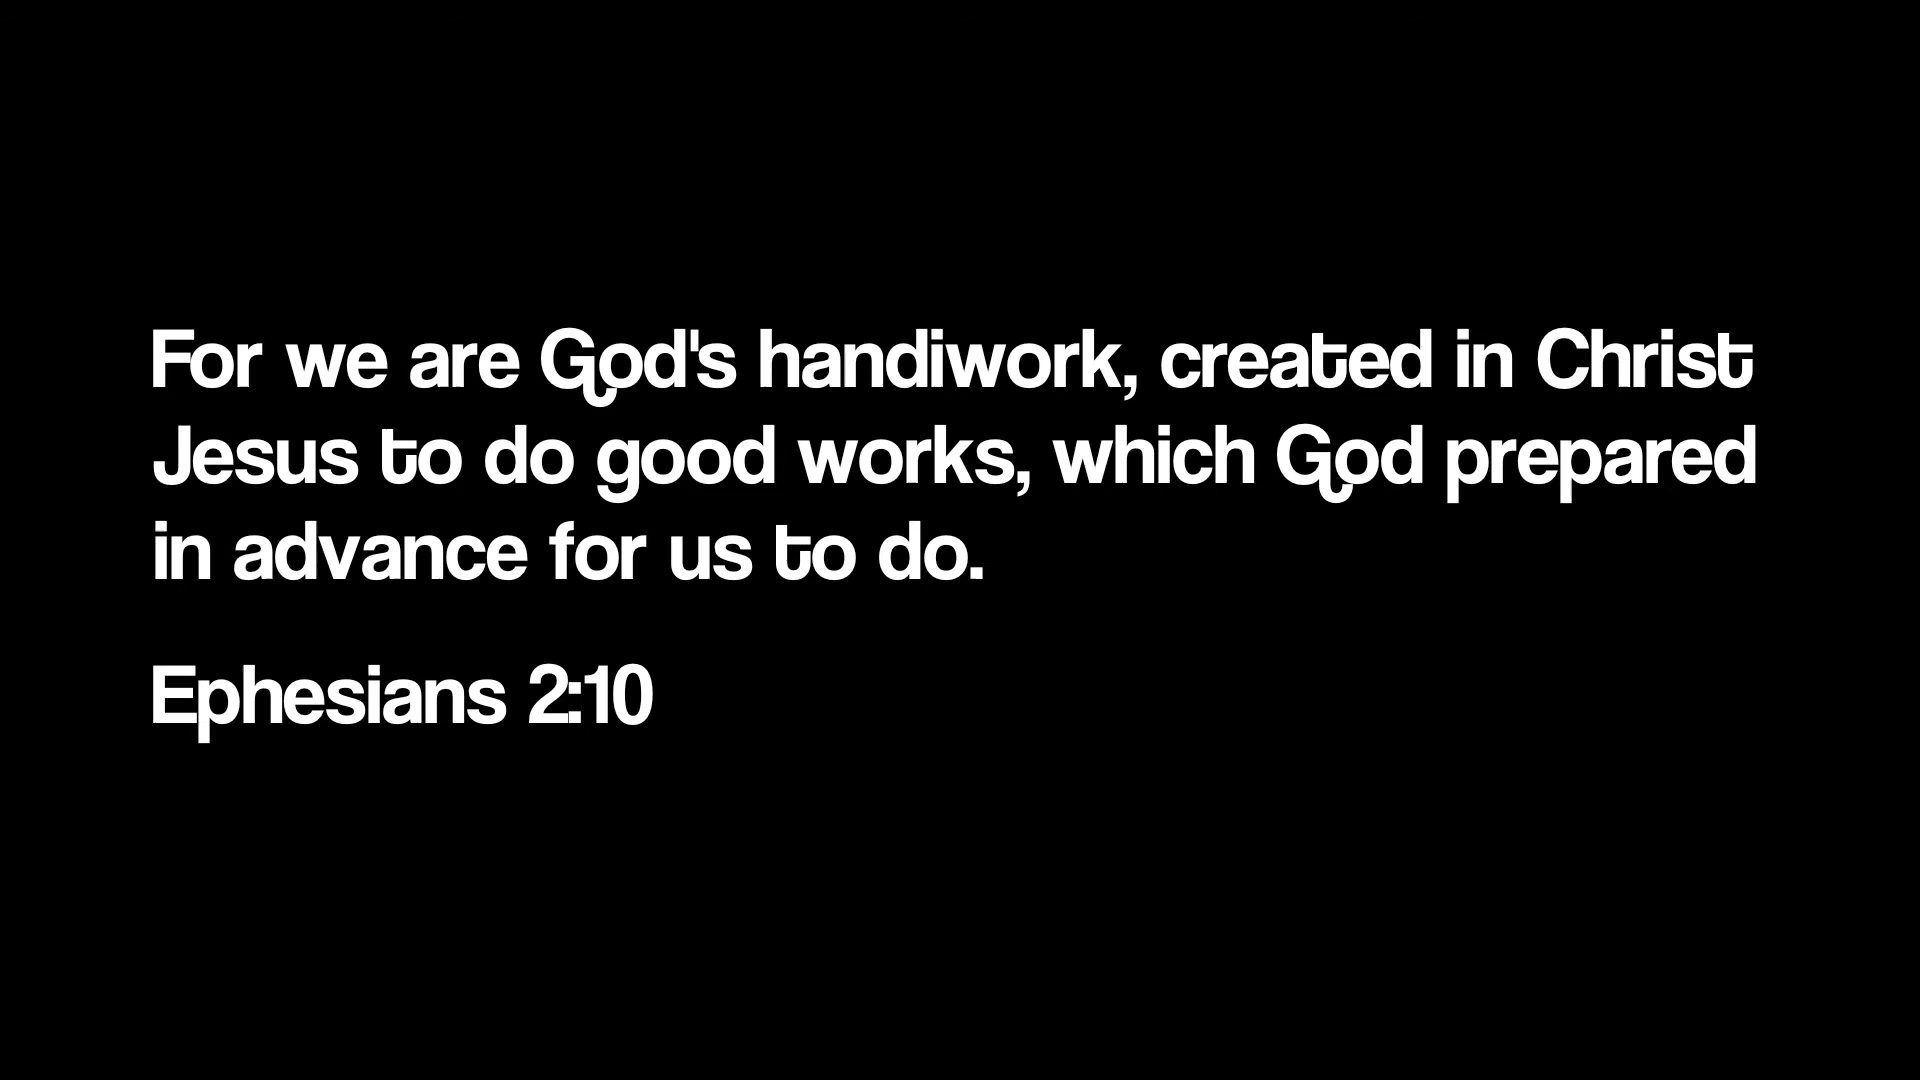 For we are God's handiwork, created in Christ
Jesus to do good works, which God prepared
in advance for us to do.
Ephesians 2:10